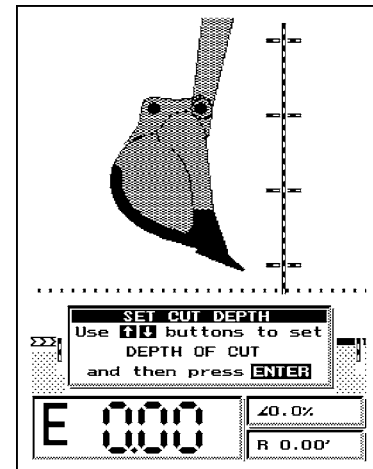 SET CUT DEPTH
Use ⬆⬇ buttons to set
DEPTH OF CUT
and then press ENTER
E 0.00
∠0.0%
R 0.00'